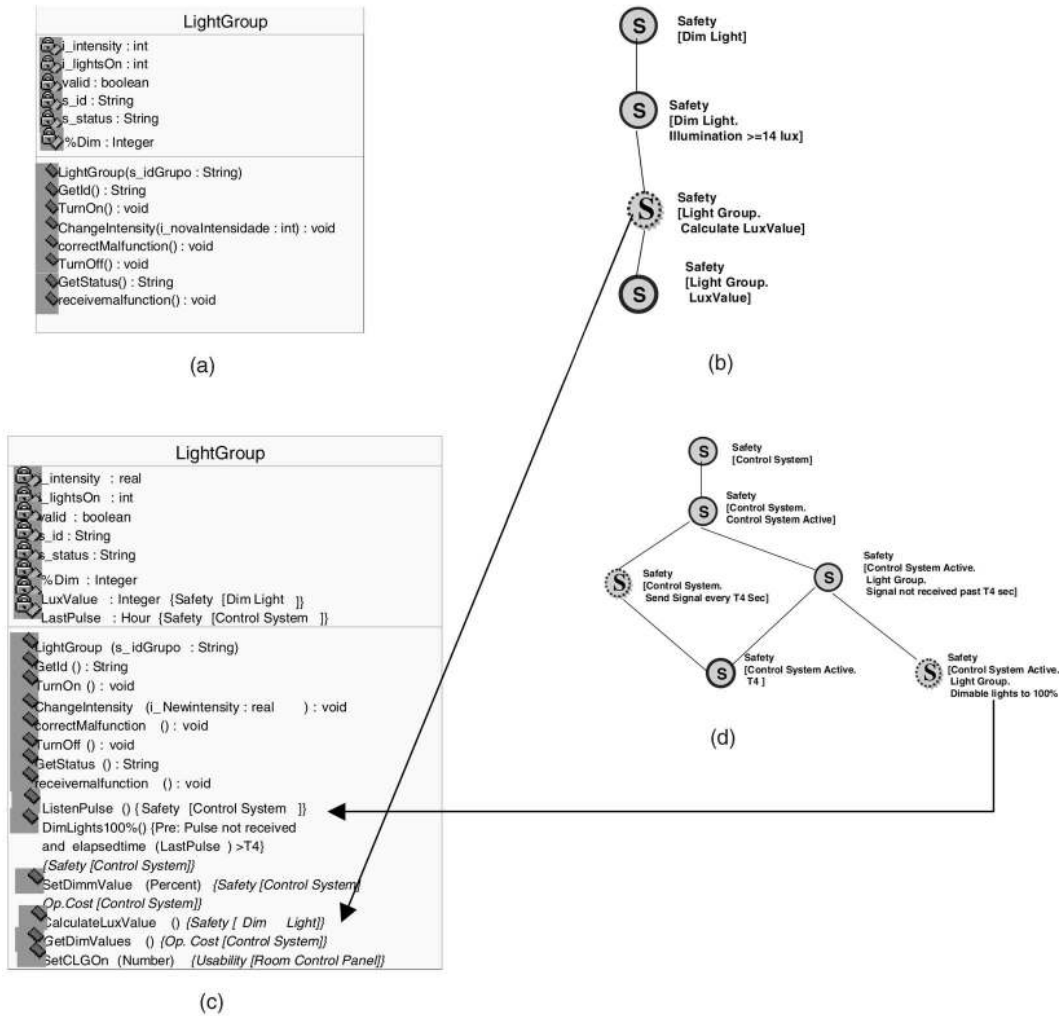 LightGroup
i_intensity : int
i_lightsOn : int
valid : boolean
s_id : String
s_status : String
%Dim : Integer
LightGroup(s_idGrupo : String)
GetId() : String
TurnOn() : void
ChangeIntensity(i_novaIntensidade : int) : void
correctMalfunction() : void
TurnOff() : void
GetStatus() : String
receivemalfunction() : void
(a)
S
Safety
[Dim Light]
S
Safety
[Dim Light.
Illumination >=14 lux]
S
Safety
[Light Group.
Calculate LuxValue]
S
Safety
[Light Group.
LuxValue]
(b)
LightGroup
i_intensity : real
i_lightsOn : int
valid : boolean
s_id : String
s_status : String
%Dim : Integer
LuxValue : Integer {Safety [Dim Light ]}
LastPulse : Hour {Safety [Control System ]}
LightGroup (s_idGrupo : String)
GetId () : String
TurnOn () : void
ChangeIntensity (i_Newintensity : real ) : void
correctMalfunction () : void
TurnOff () : void
GetStatus () : String
receivemalfunction () : void
ListenPulse () {Safety [Control System ]}
DimLights100%() {Pre: Pulse not received
and elapsedtime (LastPulse ) >T4}
{Safety [Control System]}
SetDimmValue (Percent) {Safety [Control System]
Op.Cost [Control System]}
CalculateLuxValue () {Safety [ Dim Light]}
GetDimValues () {Op. Cost [Control System]}
SetCLGOn (Number) {Usability [Room Control Panel]}
(c)
S
Safety
[Control System]
S
Safety
[Control System.
Control System Active]
S
Safety
[Control System.
Send Signal every T4 Sec]
S
Safety
[Control System Active.
Light Group.
Signal not received past T4 sec]
S
Safety
[Control System Active.
T4 ]
S
Safety
[Control System Active.
Light Group.
Dimable lights to 100%
(d)